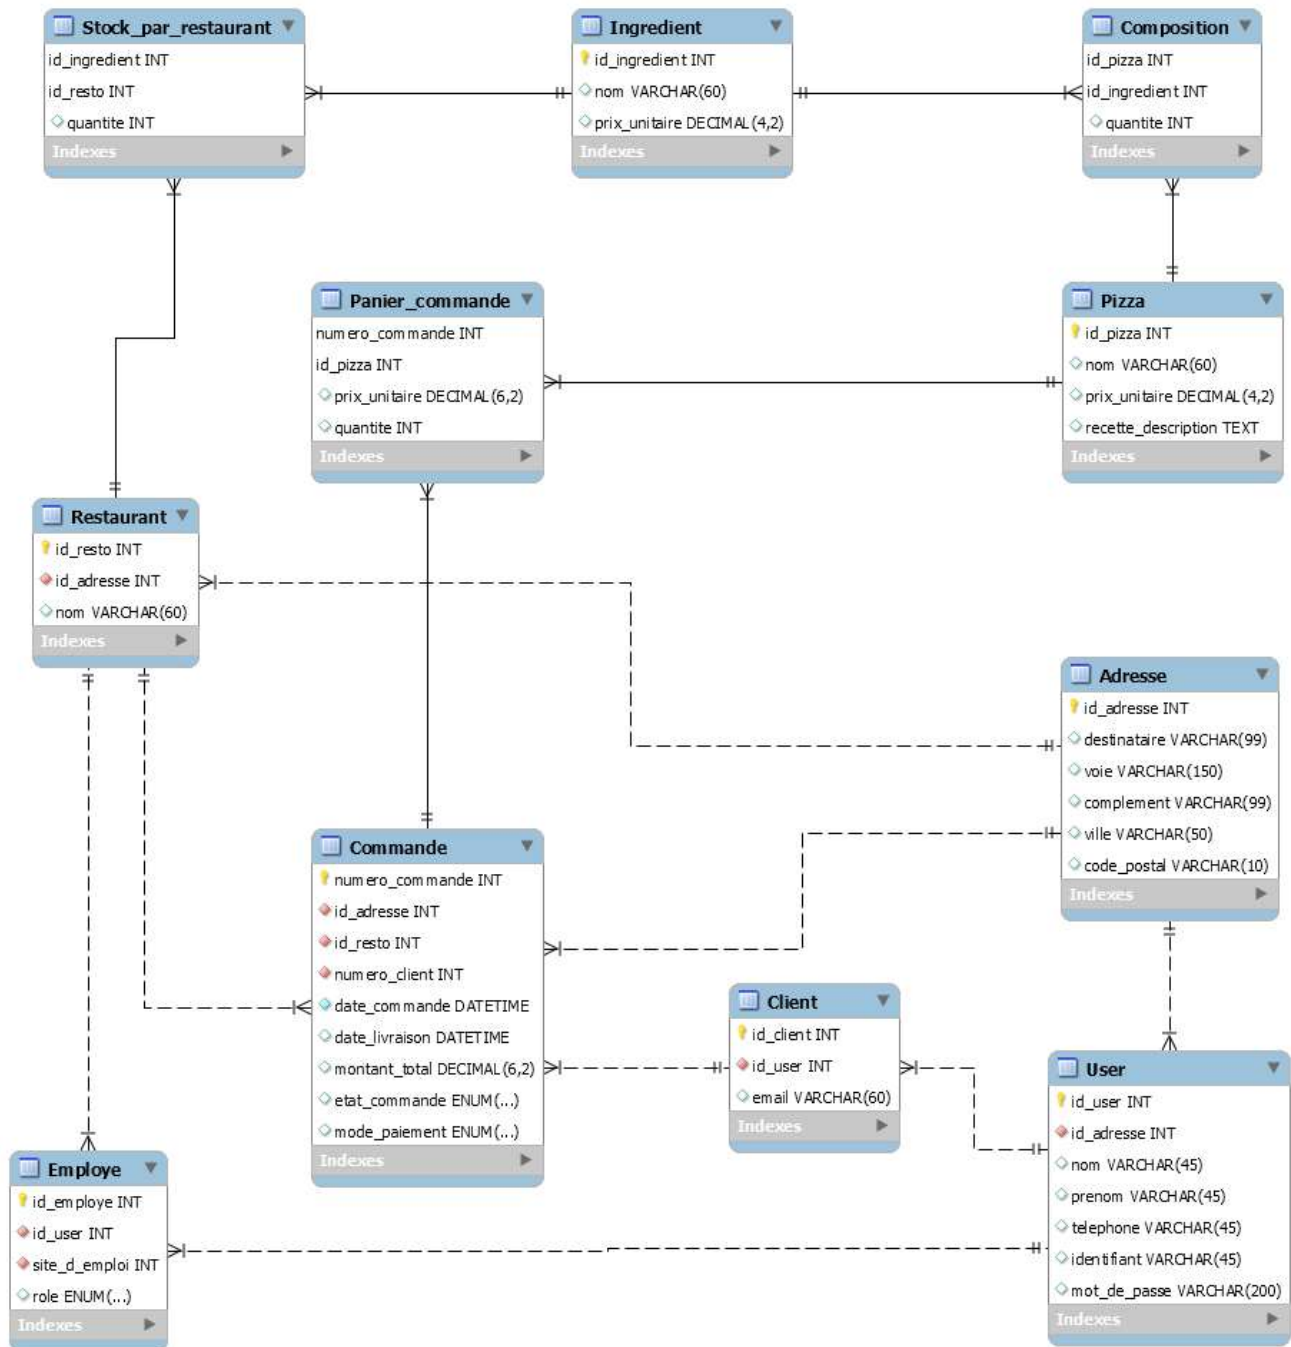 Stock_par_restaurant
id_ingredient INT
id_resto INT
quantite INT
Indexes
Ingredient
id_ingredient INT
nom VARCHAR(60)
prix_unitaire DECIMAL(4,2)
Indexes
Composition
id_pizza INT
id_ingredient INT
quantite INT
Indexes
Panier_commande
numero_commande INT
id_pizza INT
prix_unitaire DECIMAL(6,2)
quantite INT
Indexes
Pizza
id_pizza INT
nom VARCHAR(60)
prix_unitaire DECIMAL(4,2)
recette_description TEXT
Indexes
Restaurant
id_resto INT
id_adresse INT
nom VARCHAR(60)
Indexes
Adresse
id_adresse INT
destinataire VARCHAR(99)
voie VARCHAR(150)
complement VARCHAR(99)
ville VARCHAR(50)
code_postal VARCHAR(10)
Indexes
Commande
numero_commande INT
id_adresse INT
id_resto INT
numero_client INT
date_commande DATETIME
date_livraison DATETIME
montant_total DECIMAL(6,2)
etat_commande ENUM(...)
mode_paiement ENUM(...)
Indexes
Client
id_client INT
id_user INT
email VARCHAR(60)
Indexes
User
id_user INT
id_adresse INT
nom VARCHAR(45)
prenom VARCHAR(45)
telephone VARCHAR(45)
identifiant VARCHAR(45)
mot_de_passe VARCHAR(200)
Indexes
Employe
id_employe INT
id_user INT
site_d_emploi INT
role ENUM(...)
Indexes